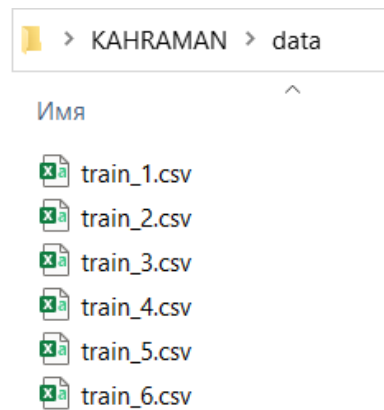 > KAHRAMAN > data
Имя
train_1.csv
train_2.csv
train_3.csv
train_4.csv
train_5.csv
train_6.csv